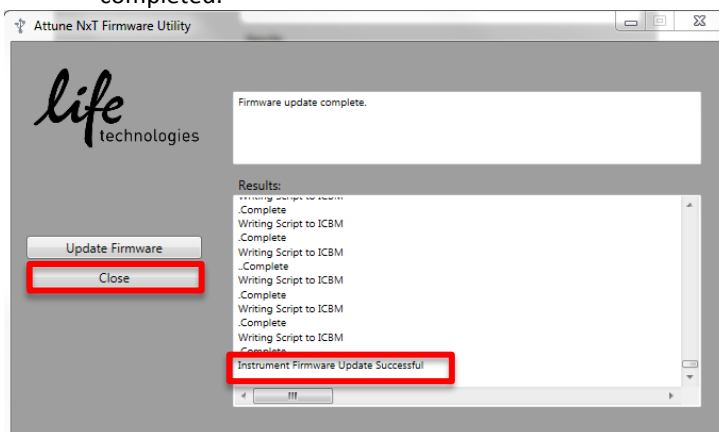 completed.
Attune NxT Firmware Utility
life
technologies
Firmware update complete.
Results:
Writing Script to ICBM
.Complete
Writing Script to ICBM
.Complete
Writing Script to ICBM
..Complete
Writing Script to ICBM
.Complete
Writing Script to ICBM
.Complete
Writing Script to ICBM
.Complete
Instrument Firmware Update Successful
Update Firmware
Close